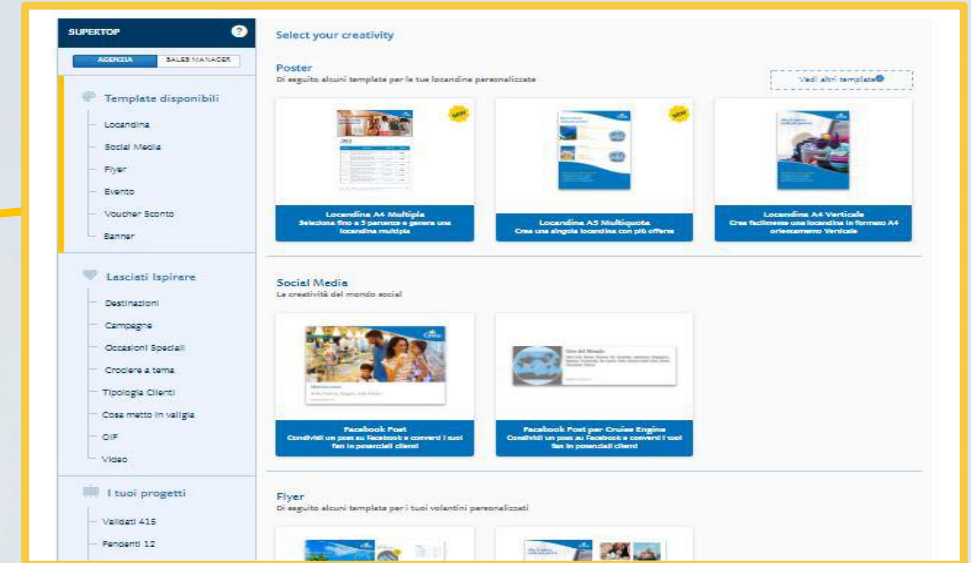 SUPERTOP
?
AGENZIA
SALES MANAGER
Template disponibili
Locandina
Social Media
Flyer
Evento
Voucher Sconto
Banner
Lasciati Ispirare
Destinazioni
Campagne
Occasioni Speciali
Crociere a tema
Tipologia Clienti
Cosa metto in valigia
GIF
Video
I tuoi progetti
Validati 415
Pendenti 12
Select your creativity
Poster
Di seguito alcuni template per le tue locandine personalizzate
Vedi altri template
NEW
NEW
Locandina A4 Multipla
Seleziona fino a 5 partenze e genera una
locandina multipla
Locandina A5 Multiquota
Crea una singola locandina con più offerte
Locandina A4 Verticale
Crea facilmente una locandina in formato A4
orientamento Verticale
Social Media
Le creatività del mondo social
Giro del Mondo
Facebook Post
Condividi un post su Facebook e converti i tuoi
fan in potenziali clienti
Facebook Post per Cruise Engine
Condividi un post su Facebook e converti i tuoi
fan in potenziali clienti
Flyer
Di seguito alcuni template per i tuoi volantini personalizzati